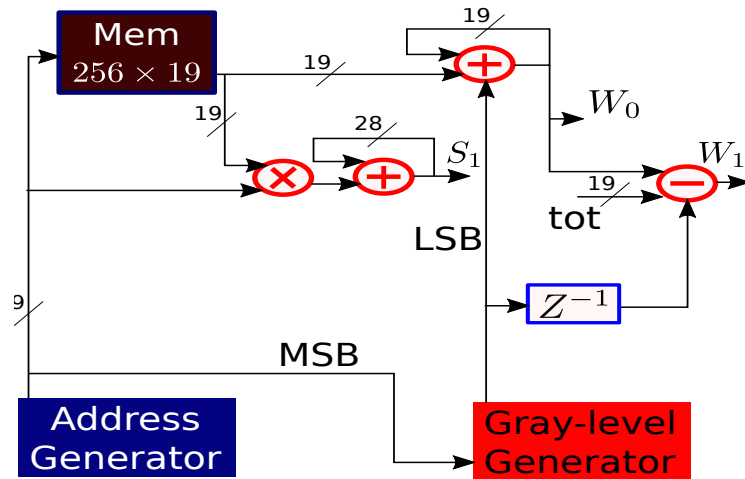 19
Mem
256 × 19
19
19
28
W₀
S₁
W₁
19
tot
LSB
9
Z⁻¹
MSB
Address
Generator
Gray-level
Generator